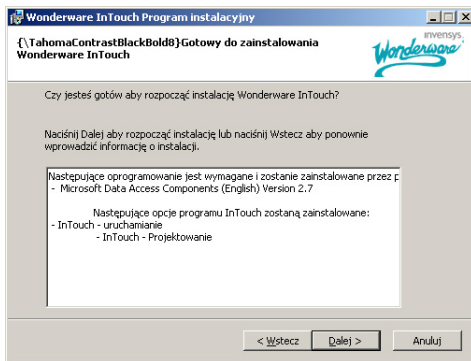 Wonderware InTouch Program instalacyjny
{\TahomaContrastBlackBold8}Gotowy do zainstalowania
Wonderware InTouch
invensys.
Wonderware
Czy jesteś gotów aby rozpocząć instalację Wonderware InTouch?
Naciśnij Dalej aby rozpocząć instalację lub naciśnij Wstecz aby ponownie
wprowadzić informację o instalacji.
Następujące oprogramowanie jest wymagane i zostanie zainstalowane przez p
- Microsoft Data Access Components (English) Version 2.7
Następujące opcje programu InTouch zostaną zainstalowane:
- InTouch - uruchamianie
- InTouch - Projektowanie
< Wstecz
Dalej >
Anuluj